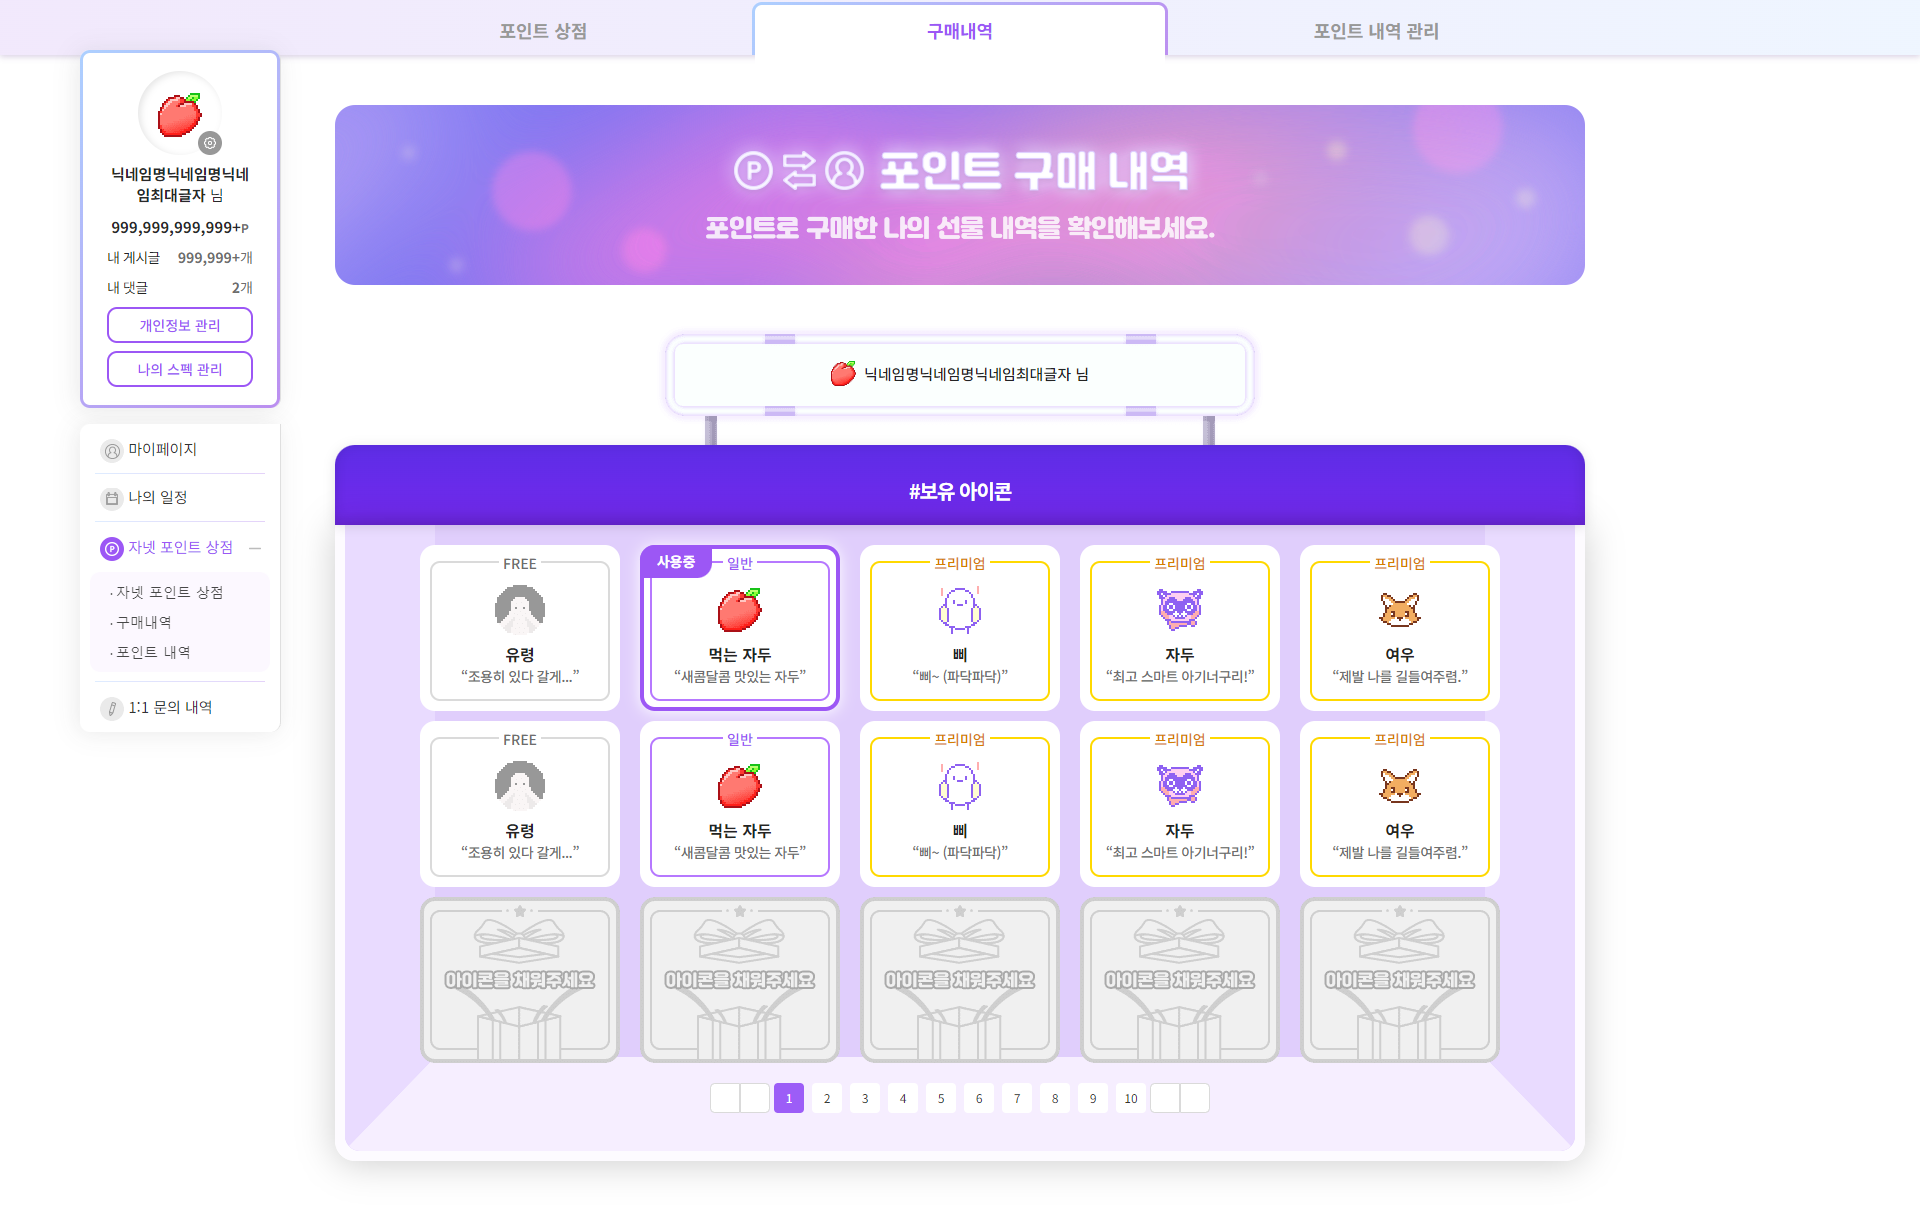 포인트 상점
구매내역
포인트 내역 관리
닉네임명닉네임명닉네
임최대글자 님
999,999,999,999+P
내 게시글 999,999+개
내 댓글 2개
개인정보 관리
나의 스펙 관리
마이페이지
나의 일정
자넷 포인트 상점
· 자넷 포인트 상점
· 구매내역
· 포인트 내역
1:1 문의 내역
포인트 구매 내역
포인트로 구매한 나의 선물 내역을 확인해보세요.
닉네임명닉네임명닉네임최대글자 님
#보유 아이콘
FREE
유령
“조용히 있다 갈게...”
사용중
일반
먹는 자두
“새콤달콤 맛있는 자두”
프리미엄
삐
“삐~ (파닥파닥)”
프리미엄
자두
“최고 스마트 아기너구리!”
프리미엄
여우
“제발 나를 길들여주렴.”
FREE
유령
“조용히 있다 갈게...”
일반
먹는 자두
“새콤달콤 맛있는 자두”
프리미엄
삐
“삐~ (파닥파닥)”
프리미엄
자두
“최고 스마트 아기너구리!”
프리미엄
여우
“제발 나를 길들여주렴.”
아이콘을 채워주세요
아이콘을 채워주세요
아이콘을 채워주세요
아이콘을 채워주세요
아이콘을 채워주세요
1 2 3 4 5 6 7 8 9 10